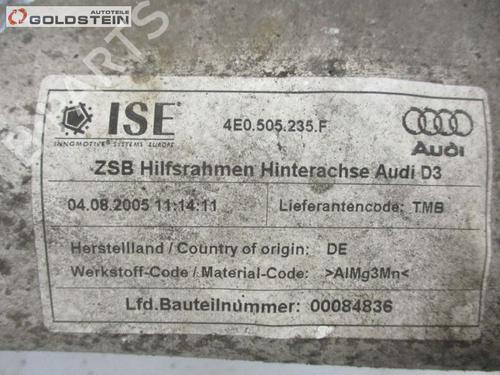 AUTOTEILE
GOLDSTEIN
PARTS
ISE
INNOMOTIVE SYSTEMS EUROPE
4E0.505.235.F
Audi
ZSB Hilfsrahmen Hinterachse Audi D3
04.08.2005 11:14:11
Lieferantencode: TMB
Herstellland / Country of origin: DE
Werkstoff-Code / Material-Code: >AlMg3Mn<
Lfd.Bauteilnummer: 00084836